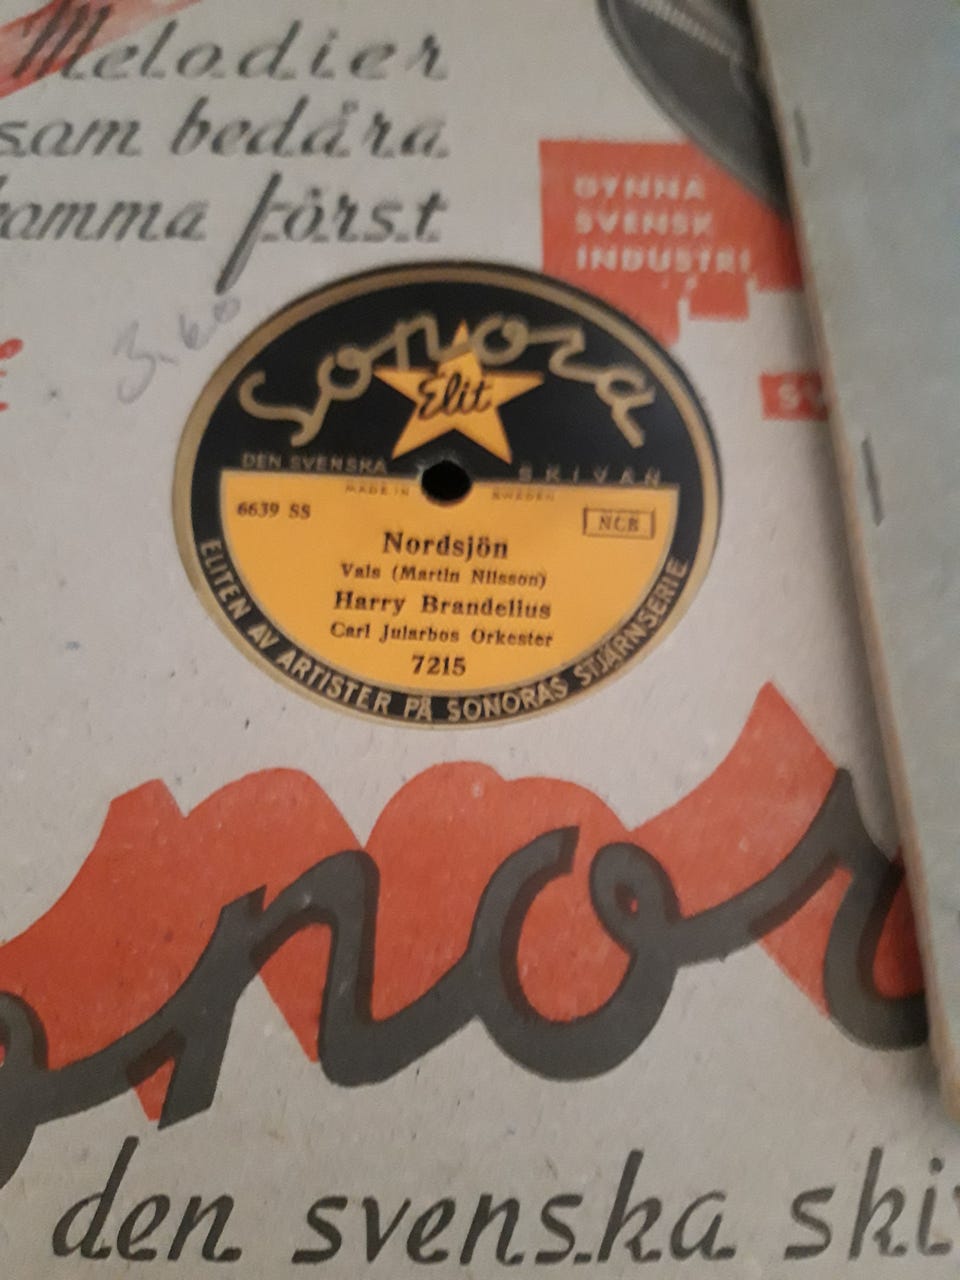 Melodier
som bedåra
komma först
GYNNA
SVENSK
INDUSTRI
3.60
Sonora
Elit
DEN SVENSKA SKIVAN
MADE IN SWEDEN
6639 SS
NCB
Nordsjön
Vals (Martin Nilsson)
Harry Brandelius
Carl Jularbos Orkester
7215
ELITEN AV ARTISTER PÅ SONORAS STJÄRNSERIE
onor
den svenska skiv